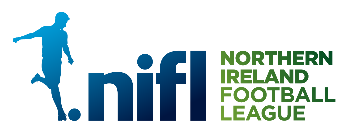 nifl
NORTHERN
IRELAND
FOOTBALL
LEAGUE